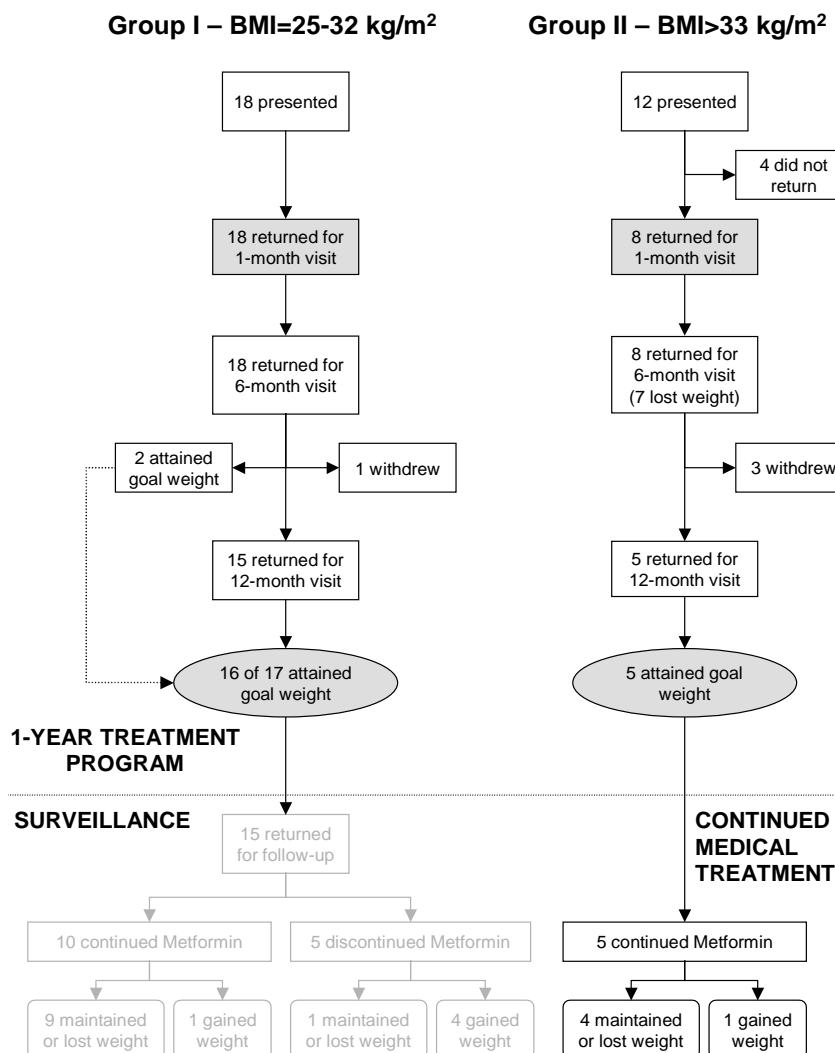 Group I – BMI=25-32 kg/m²
Group II – BMI>33 kg/m²
18 presented
12 presented
4 did not
return
18 returned for
1-month visit
8 returned for
1-month visit
18 returned for
6-month visit
8 returned for
6-month visit
(7 lost weight)
2 attained
goal weight
1 withdrew
3 withdrew
15 returned for
12-month visit
5 returned for
12-month visit
16 of 17 attained
goal weight
5 attained goal
weight
1-YEAR TREATMENT
PROGRAM
SURVEILLANCE
CONTINUED
MEDICAL
TREATMENT
15 returned
for follow-up
10 continued Metformin
5 discontinued Metformin
5 continued Metformin
9 maintained
or lost weight
1 gained
weight
1 maintained
or lost weight
4 gained
weight
4 maintained
or lost weight
1 gained
weight